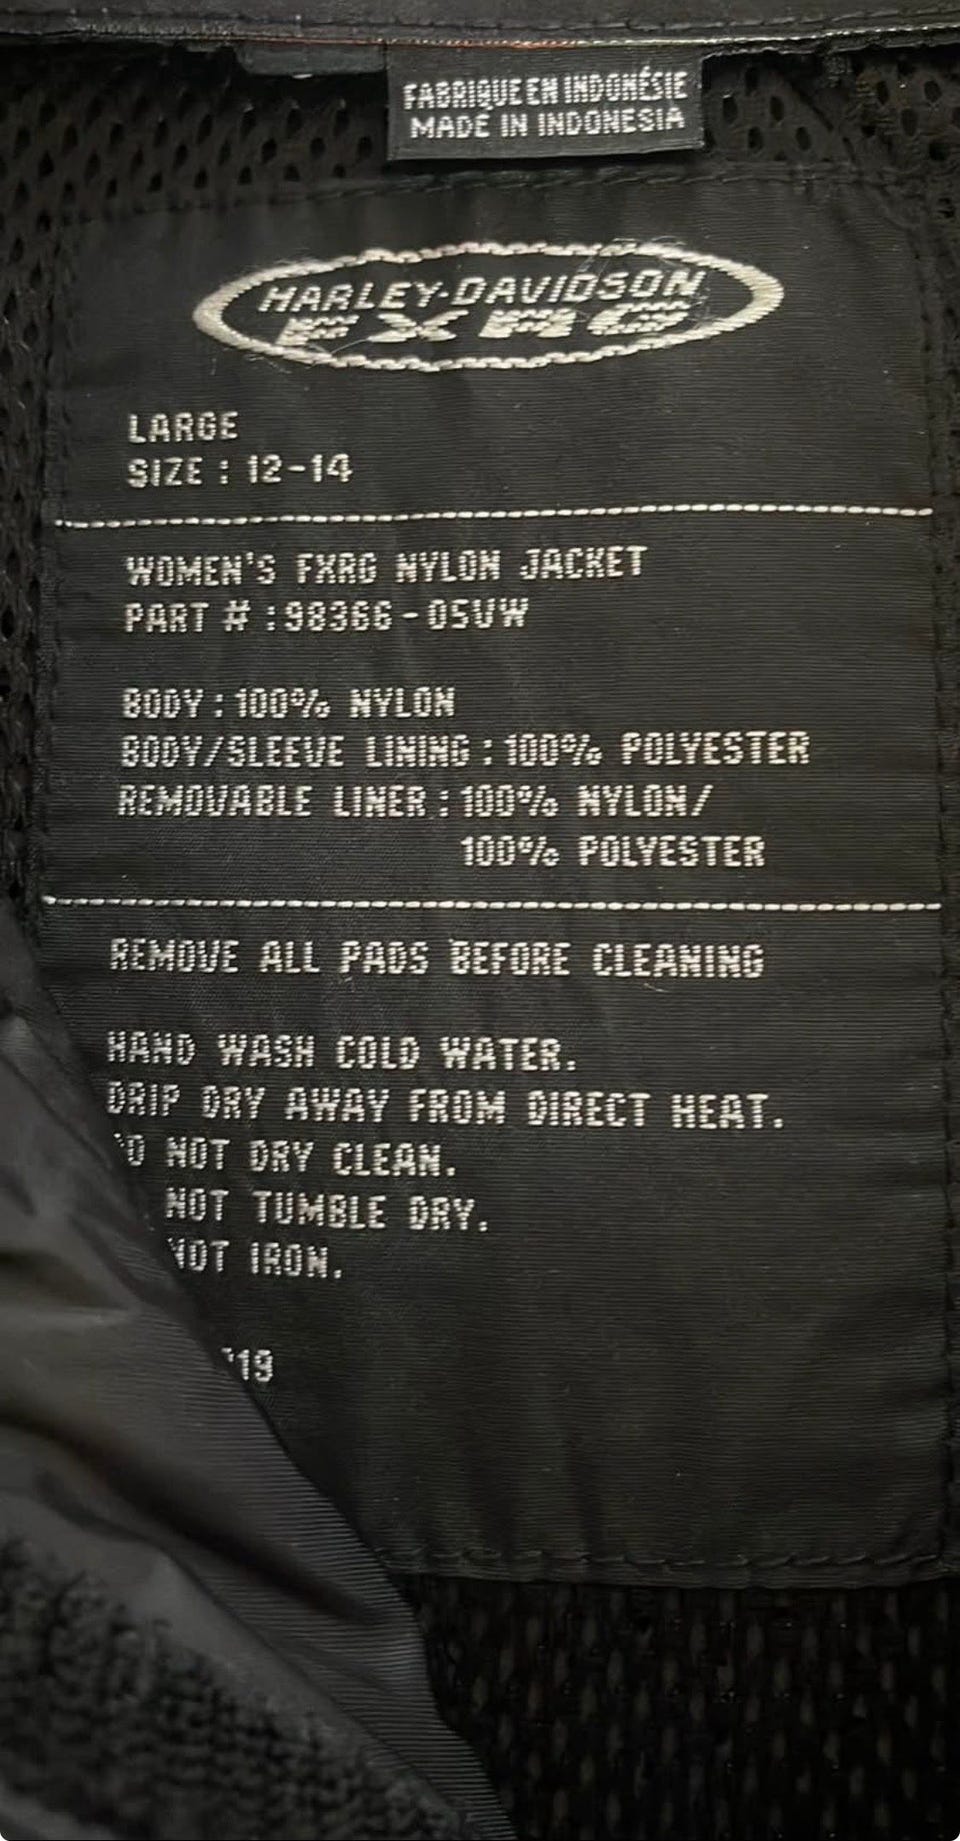 FABRIQUE EN INDONÉSIE
MADE IN INDONESIA
HARLEY-DAVIDSON
FXRG
LARGE
SIZE : 12-14
WOMEN'S FXRG NYLON JACKET
PART # : 98366-05VW
BODY : 100% NYLON
BODY/SLEEVE LINING : 100% POLYESTER
REMOVABLE LINER : 100% NYLON/
100% POLYESTER
REMOVE ALL PADS BEFORE CLEANING
HAND WASH COLD WATER.
DRIP DRY AWAY FROM DIRECT HEAT.
NOT DRY CLEAN.
NOT TUMBLE DRY.
NOT IRON.
19